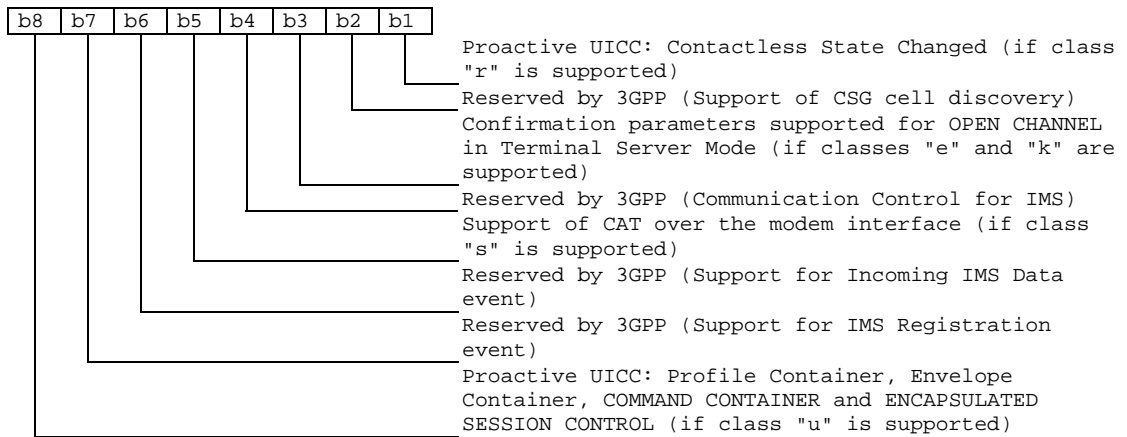 b8 b7 b6 b5 b4 b3 b2 b1
Proactive UICC: Contactless State Changed (if class
"r" is supported)
Reserved by 3GPP (Support of CSG cell discovery)
Confirmation parameters supported for OPEN CHANNEL
in Terminal Server Mode (if classes "e" and "k" are
supported)
Reserved by 3GPP (Communication Control for IMS)
Support of CAT over the modem interface (if class
"s" is supported)
Reserved by 3GPP (Support for Incoming IMS Data
event)
Reserved by 3GPP (Support for IMS Registration
event)
Proactive UICC: Profile Container, Envelope
Container, COMMAND CONTAINER and ENCAPSULATED
SESSION CONTROL (if class "u" is supported)